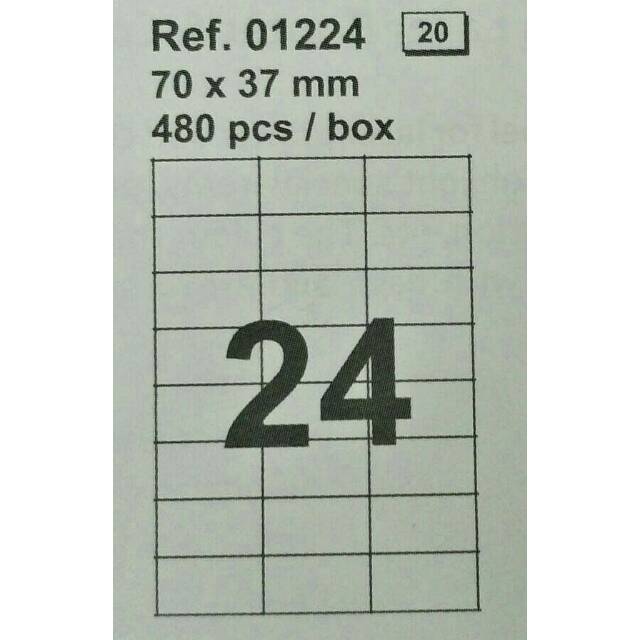 Ref. 01224 20
70 x 37 mm
480 pcs / box
24